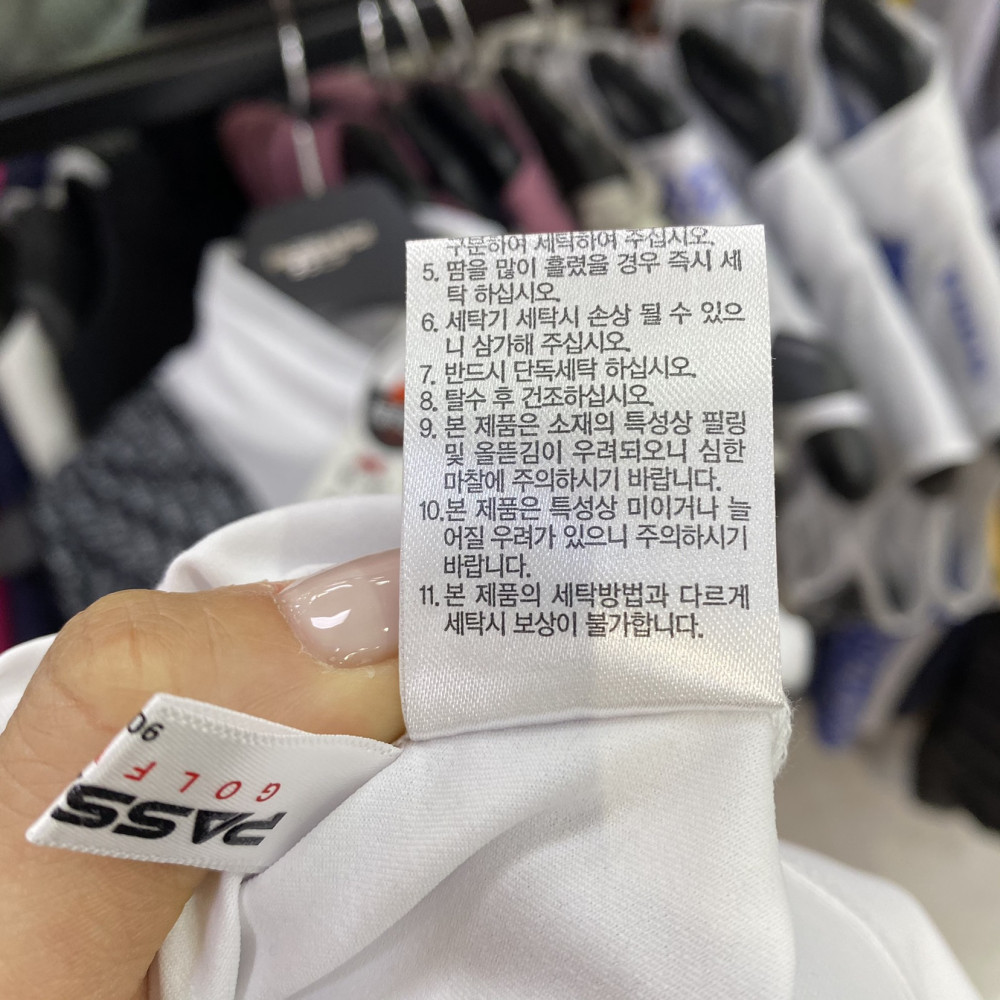 구분하여 세탁하여 주십시오.
5. 땀을 많이 흘렸을 경우 즉시 세
탁 하십시오.
6. 세탁기 세탁시 손상 될 수 있으
니 삼가해 주십시오.
7. 반드시 단독세탁 하십시오.
8. 탈수 후 건조하십시오.
9. 본 제품은 소재의 특성상 필링
및 올뜯김이 우려되오니 심한
마찰에 주의하시기 바랍니다.
10. 본 제품은 특성상 미이거나 늘
어질 우려가 있으니 주의하시기
바랍니다.
11. 본 제품의 세탁방법과 다르게
세탁시 보상이 불가합니다.
PASS
GOLF
90